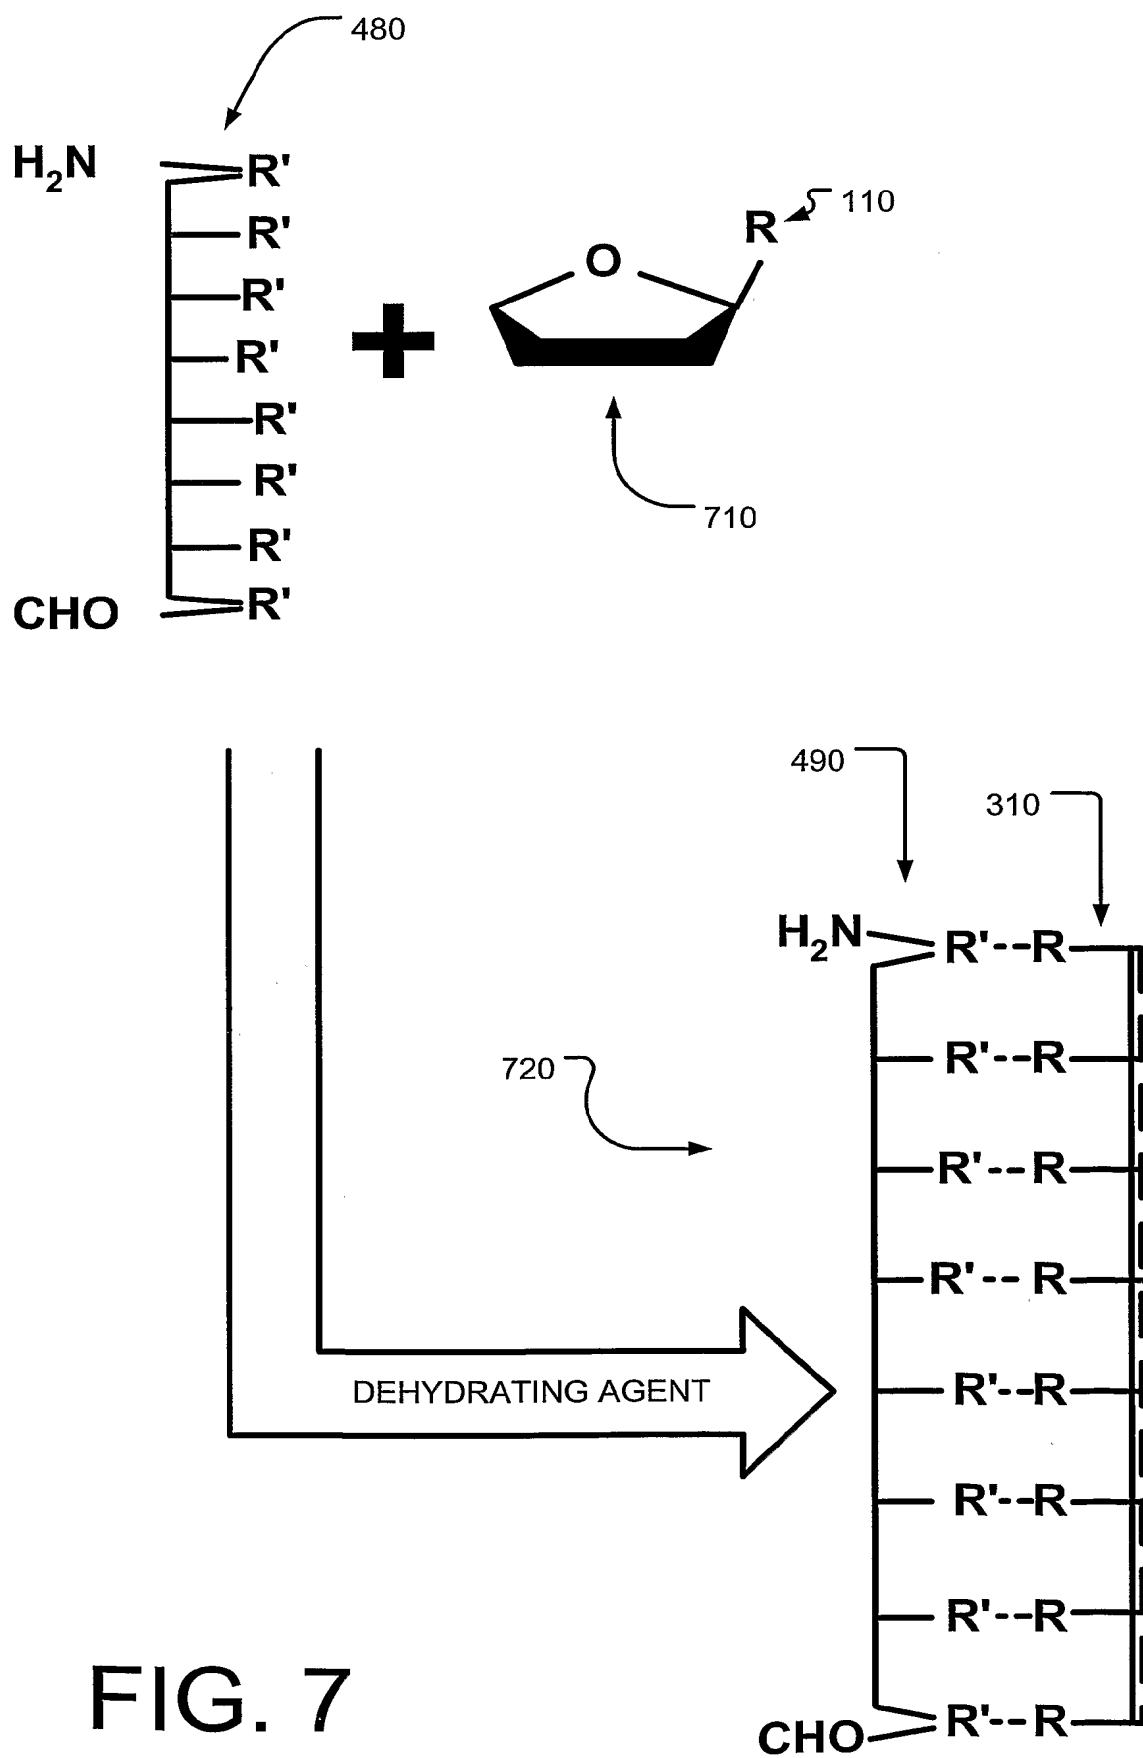 480
H₂N R'
R'
R'
R'
R'
R'
R'
CHO R'
+
O
R 110
710
490
310
H₂N R'--R
R'--R
720
R'--R
R'--R
DEHYDRATING AGENT R'--R
R'--R
R'--R
CHO R'--R
FIG. 7